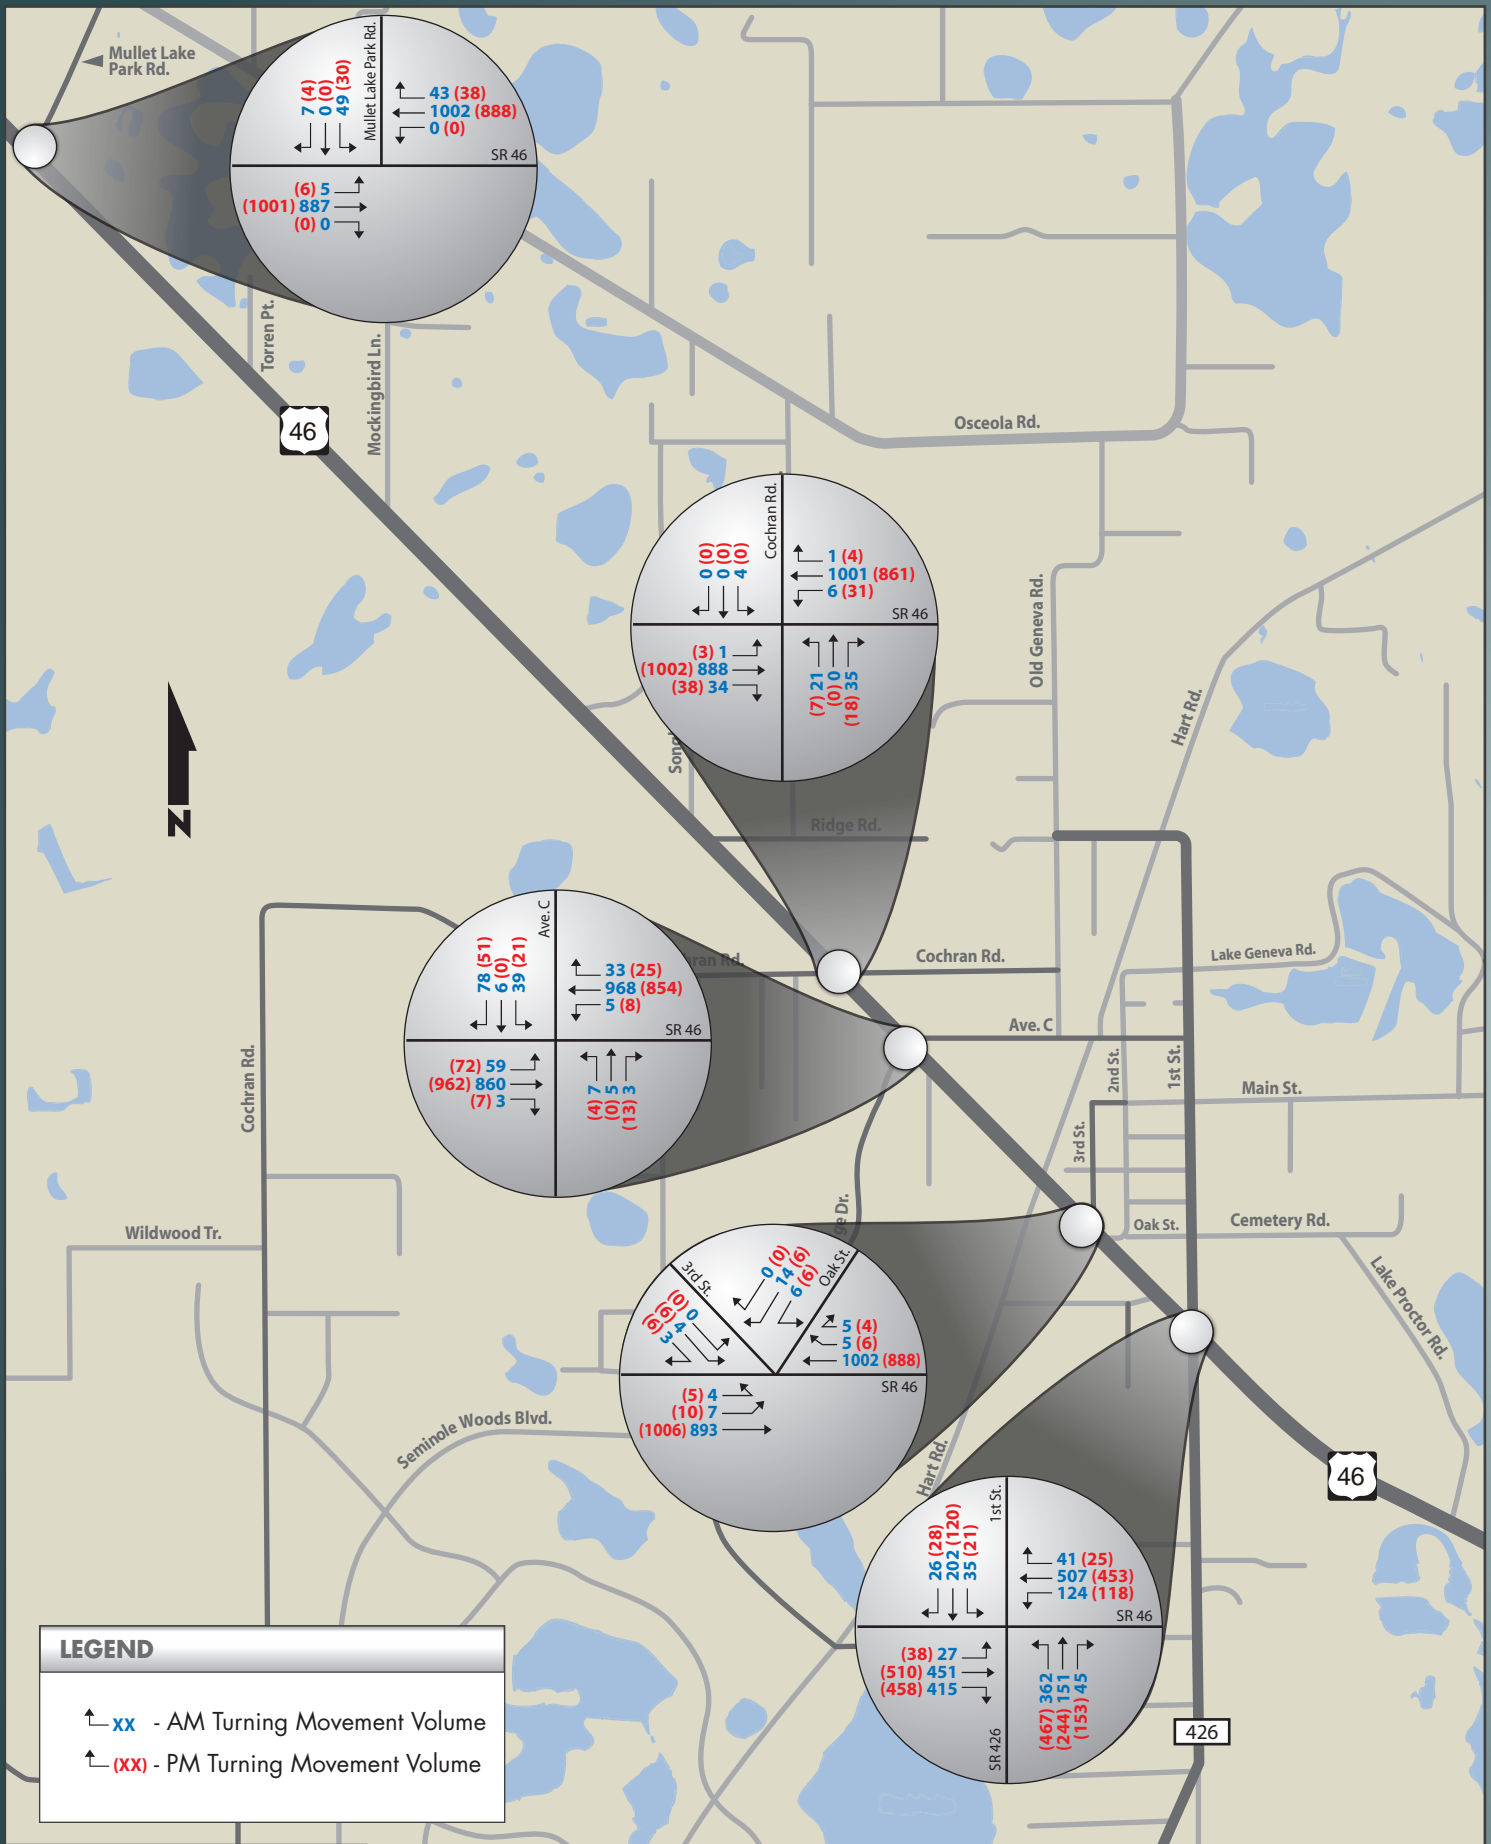 Mullet Lake
Park Rd.
Mullet Lake Park Rd.
7 (4)
0 (0)
49 (30)
43 (38)
1002 (888)
0 (0)
SR 46
(6) 5
(1001) 887
(0) 0
Torren Pt.
Mockingbird Ln.
46
Osceola Rd.
Cochran Rd.
0 (0)
0 (0)
4 (0)
1 (4)
1001 (861)
6 (31)
SR 46
(3) 1
(1002) 888
(38) 34
(7) 21
(0) 0
(18) 35
Old Geneva Rd.
Hart Rd.
Song
N
Ridge Rd.
Ave. C
78 (51)
6 (0)
39 (21)
33 (25)
968 (854)
5 (8)
SR 46
(72) 59
(962) 860
(7) 3
(4) 7
(0) 5
(13) 3
ran Rd.
Cochran Rd.
Lake Geneva Rd.
Ave. C
2nd St.
1st St.
Main St.
3rd St.
Cochran Rd.
Wildwood Tr.
ge Dr.
Oak St.
Cemetery Rd.
Lake Proctor Rd.
3rd St.
Oak St.
(0) 0
(6) 4
(6) 3
0 (0)
14 (6)
6 (6)
5 (4)
5 (6)
1002 (888)
SR 46
(5) 4
(10) 7
(1006) 893
Seminole Woods Blvd.
Hart Rd.
46
1st St.
26 (28)
202 (120)
35 (21)
41 (25)
507 (453)
124 (118)
SR 46
(38) 27
(510) 451
(458) 415
SR 426
(467) 362
(244) 151
(153) 45
426
LEGEND
XX - AM Turning Movement Volume
(XX) - PM Turning Movement Volume